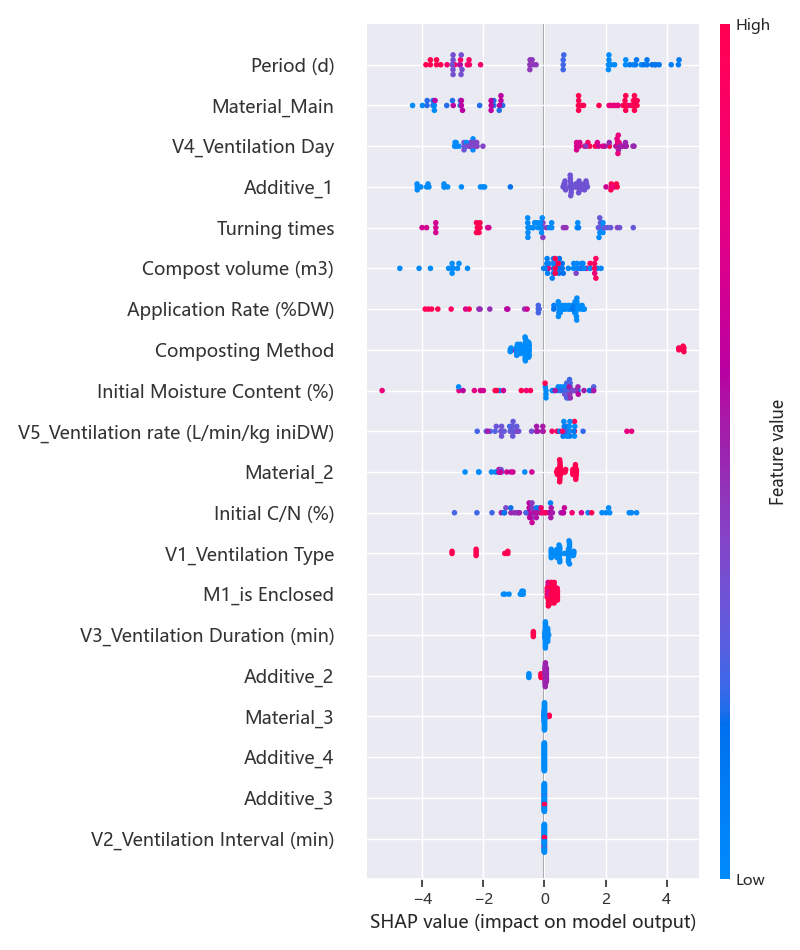 High
Period (d)
Material_Main
V4_Ventilation Day
Additive_1
Turning times
Compost volume (m3)
Application Rate (%DW)
Composting Method
Initial Moisture Content (%)
V5_Ventilation rate (L/min/kg iniDW)
Material_2
Initial C/N (%)
V1_Ventilation Type
M1_is Enclosed
V3_Ventilation Duration (min)
Additive_2
Material_3
Additive_4
Additive_3
V2_Ventilation Interval (min)
Feature value
Low
−4 −2 0 2 4
SHAP value (impact on model output)